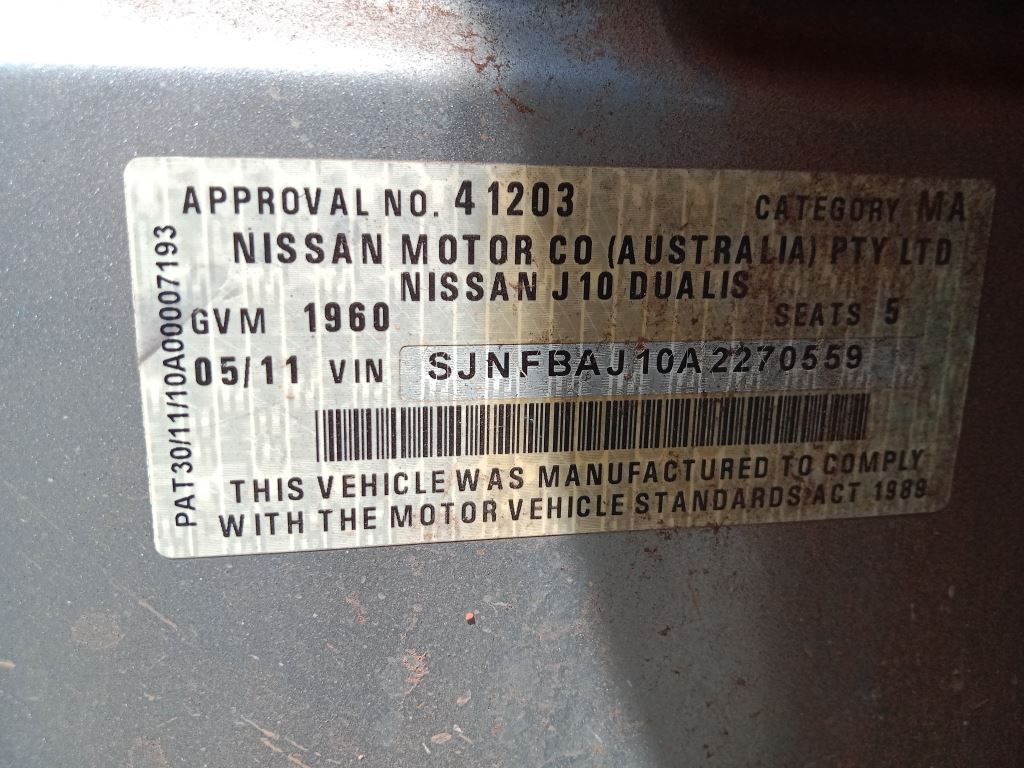 APPROVAL NO. 41203 CATEGORY MA
NISSAN MOTOR CO (AUSTRALIA) PTY LTD
NISSAN J10 DUALIS
GVM 1960 SEATS 5
05/11 VIN SJNFBAJ10A2270559
THIS VEHICLE WAS MANUFACTURED TO COMPLY
WITH THE MOTOR VEHICLE STANDARDS ACT 1989
PAT30/11/10A00007193